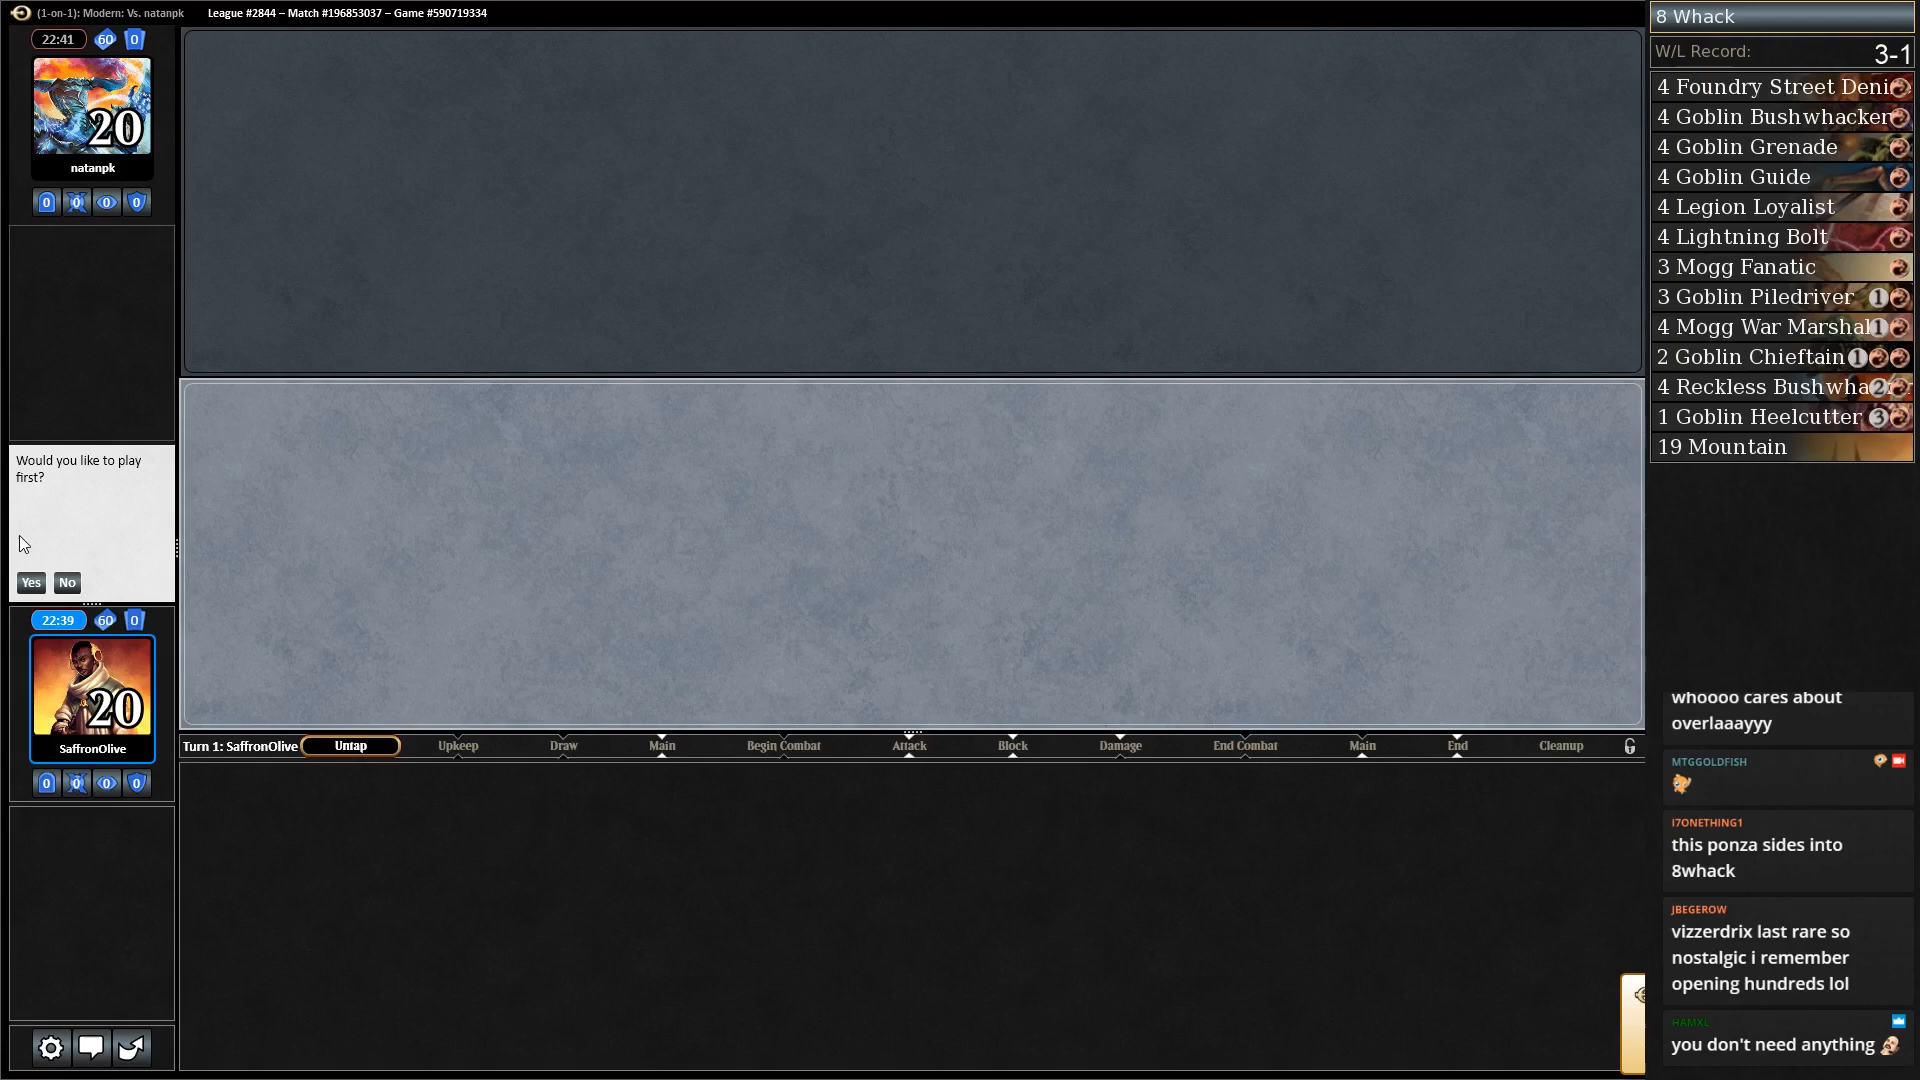 (1-on-1): Modern: Vs. natanpk
League #2844 – Match #196853037 – Game #590719334
22:41
60
0
20
natanpk
0
0
0
0
Would you like to play
first?
Yes
No
22:39
60
0
20
SaffronOlive
0
0
0
0
Turn 1: SaffronOlive
Untap
Upkeep
Draw
Main
Begin Combat
Attack
Block
Damage
End Combat
Main
End
Cleanup
8 Whack
W/L Record:
3-1
4 Foundry Street Deni
4 Goblin Bushwhacker
4 Goblin Grenade
4 Goblin Guide
4 Legion Loyalist
4 Lightning Bolt
3 Mogg Fanatic
3 Goblin Piledriver 1
4 Mogg War Marshal 1
2 Goblin Chieftain 1
4 Reckless Bushwha 2
1 Goblin Heelcutter 3
19 Mountain
whoooo cares about
overlaaayyy
MTGGOLDFISH
I7ONETHING1
this ponza sides into
8whack
JBEGEROW
vizzerdrix last rare so
nostalgic i remember
opening hundreds lol
HAMXL
you don't need anything